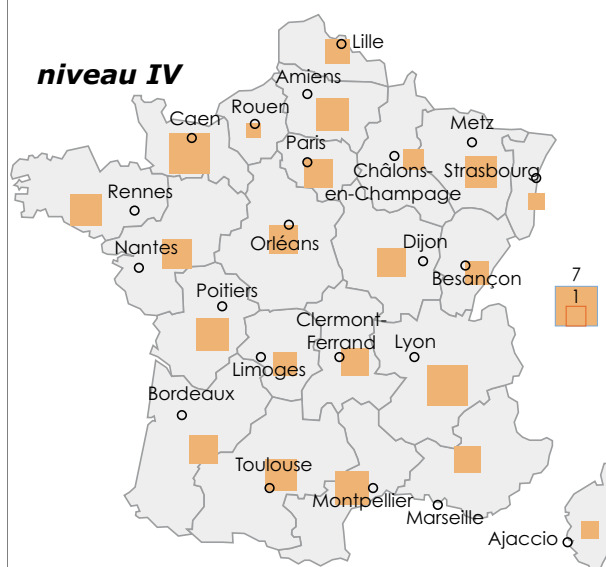 Lille
niveau IV
Amiens
Rouen
Caen
Metz
Paris
Châlons-
en-Champage
Strasbourg
Rennes
Orléans
Nantes
Dijon
Besançon
7
1
Poitiers
Clermont-
Ferrand
Lyon
Limoges
Bordeaux
Toulouse
Montpellier
Marseille
Ajaccio